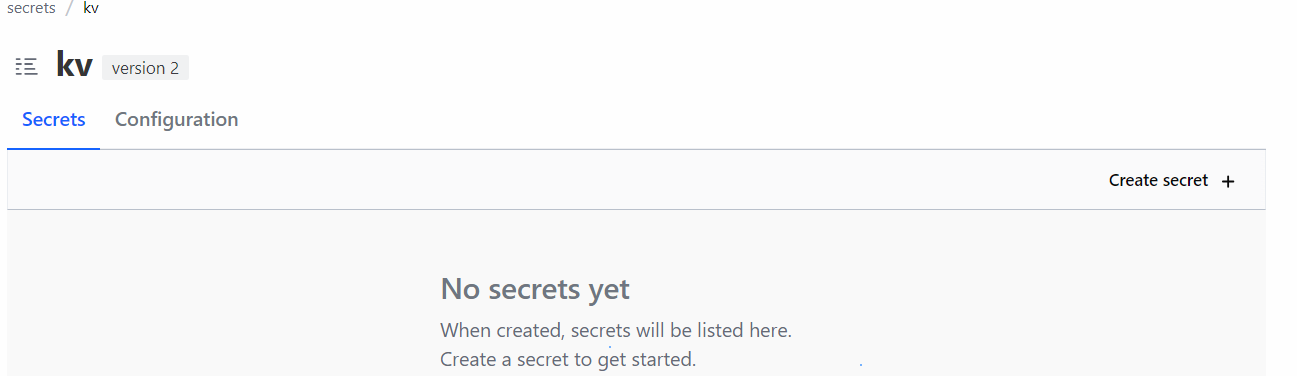 secrets / kv
kv version 2
Secrets Configuration
Create secret +
No secrets yet
When created, secrets will be listed here.
Create a secret to get started.